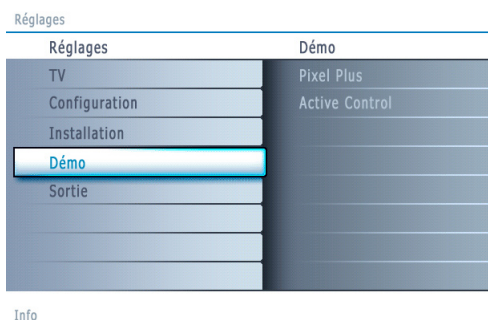 Réglages
Réglages
Démo
TV
Pixel Plus
Configuration
Active Control
Installation
Démo
Sortie
Info